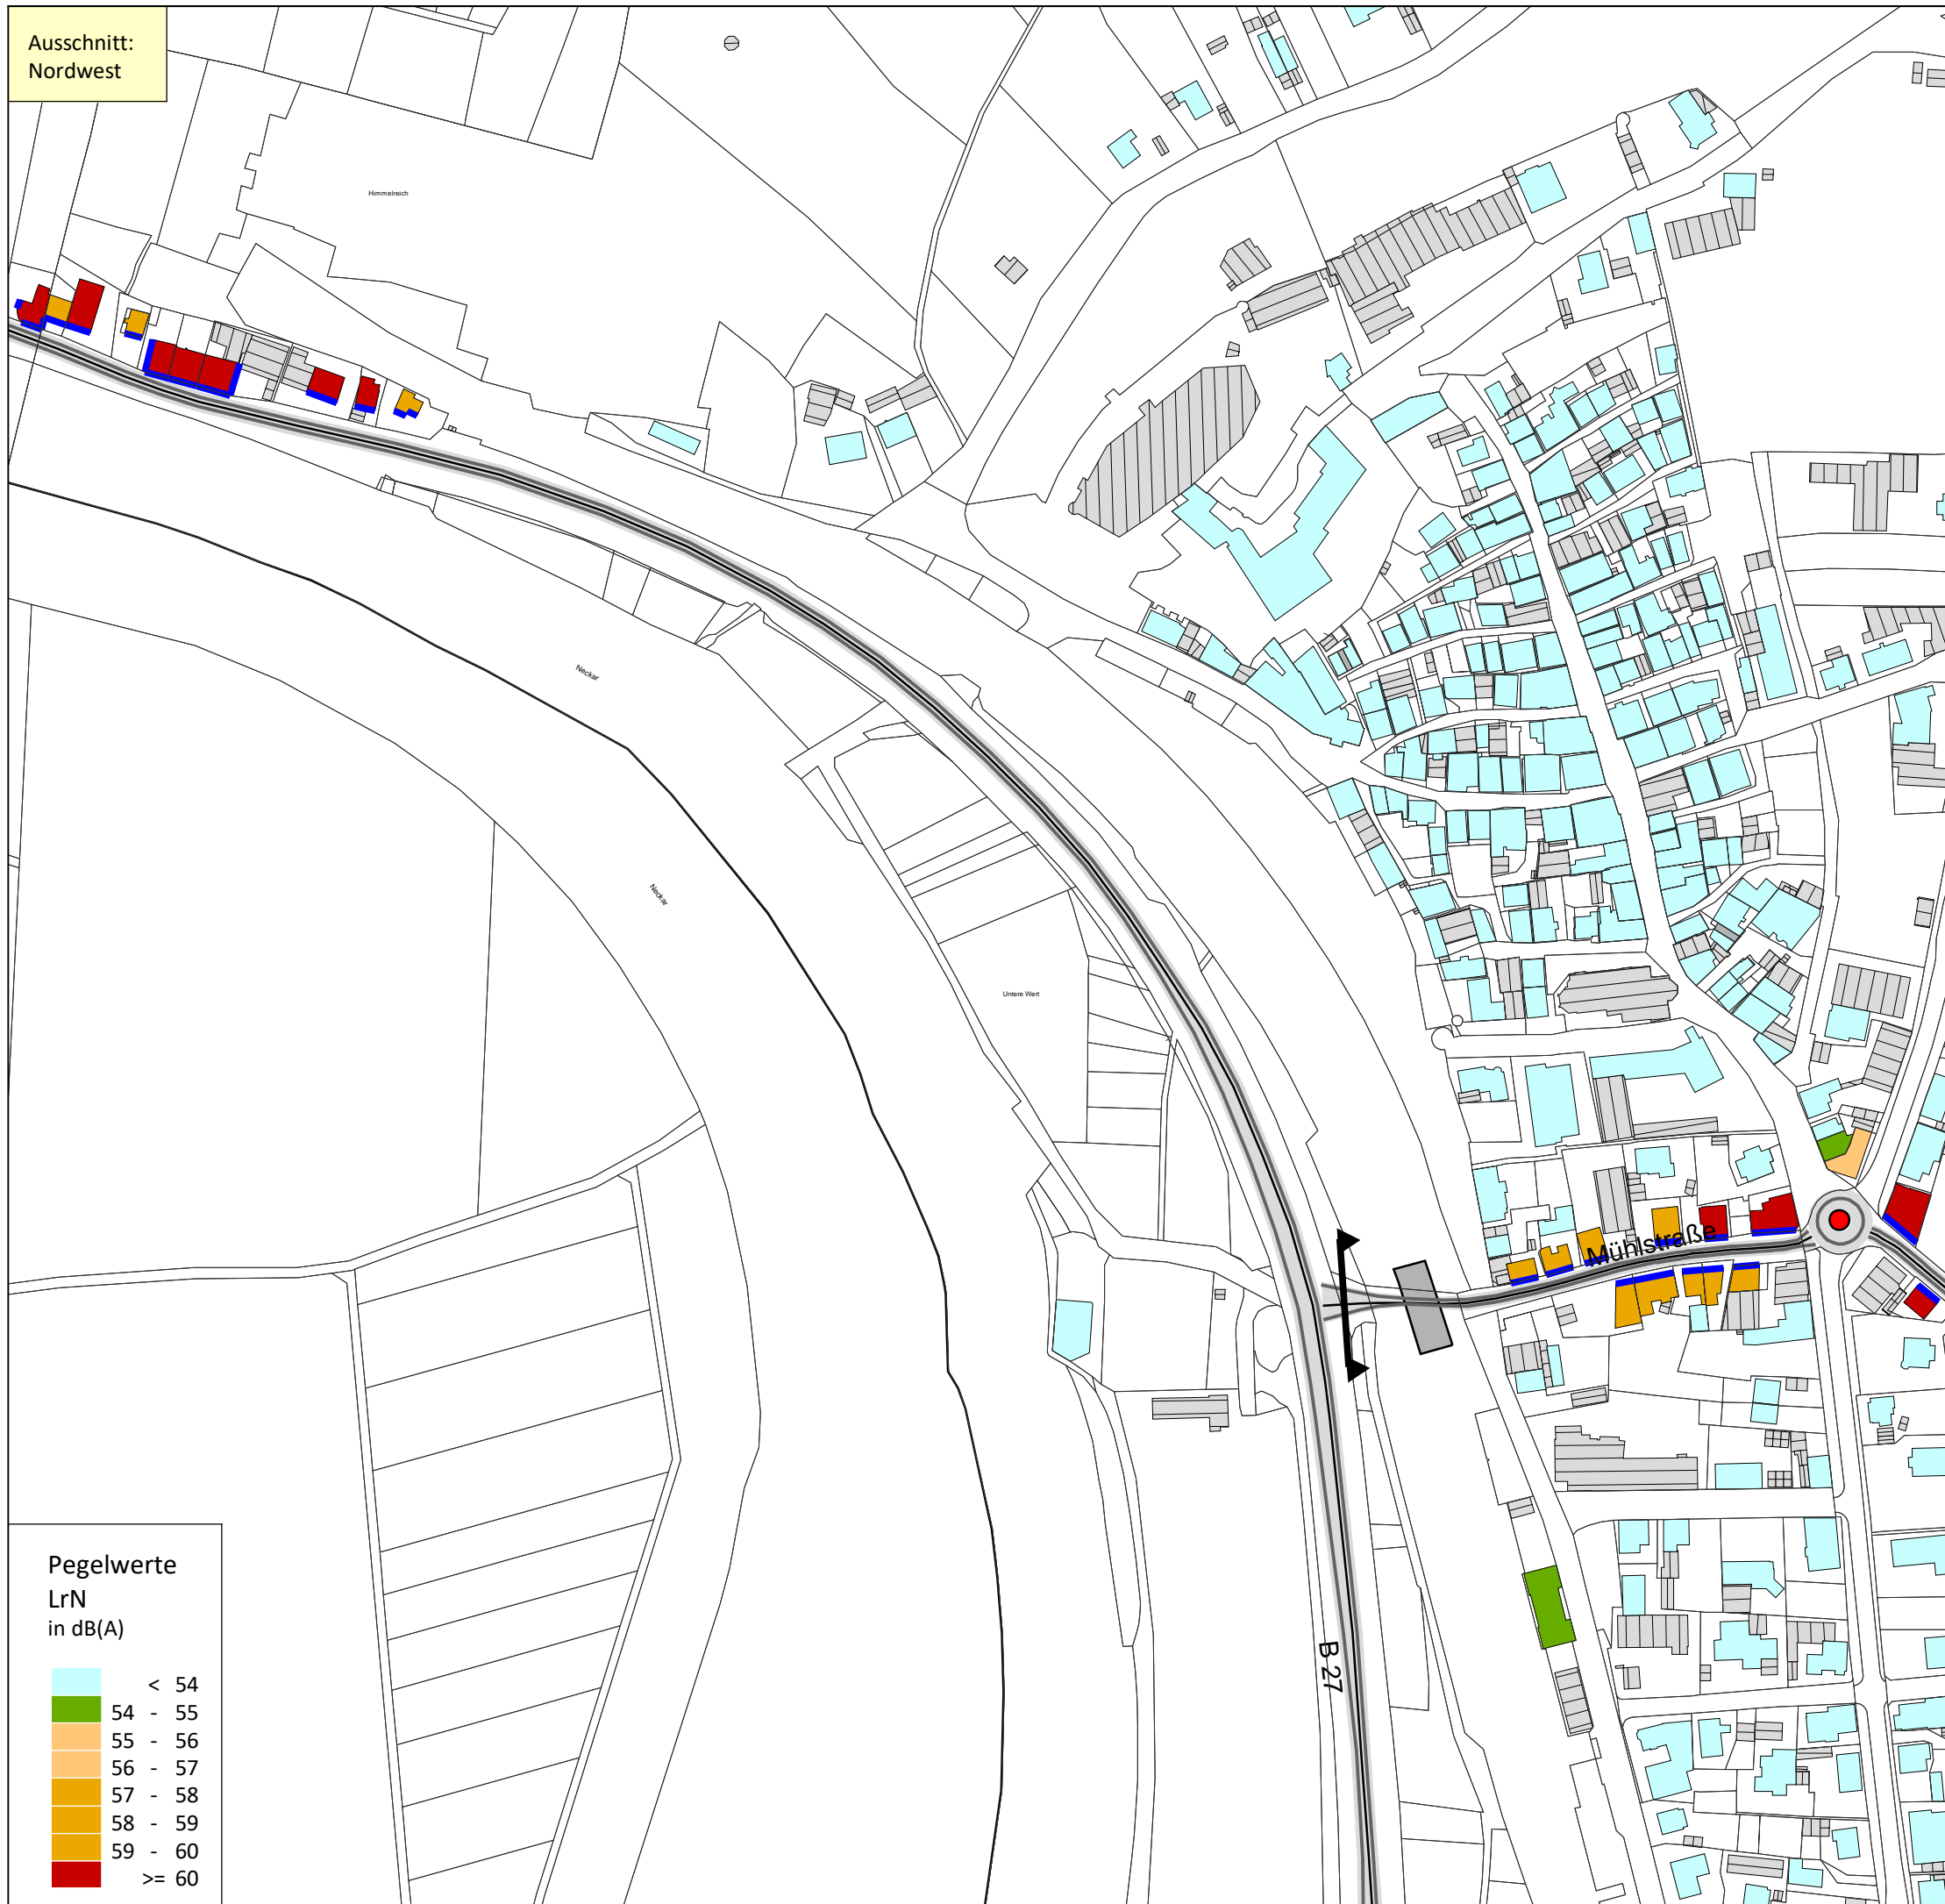 Ausschnitt:
Nordwest
Himmelreich
Neckar
Neckar
Untere Wert
Mühlstraße
B 27
Pegelwerte
LrN
in dB(A)
< 54
54 - 55
55 - 56
56 - 57
57 - 58
58 - 59
59 - 60
>= 60